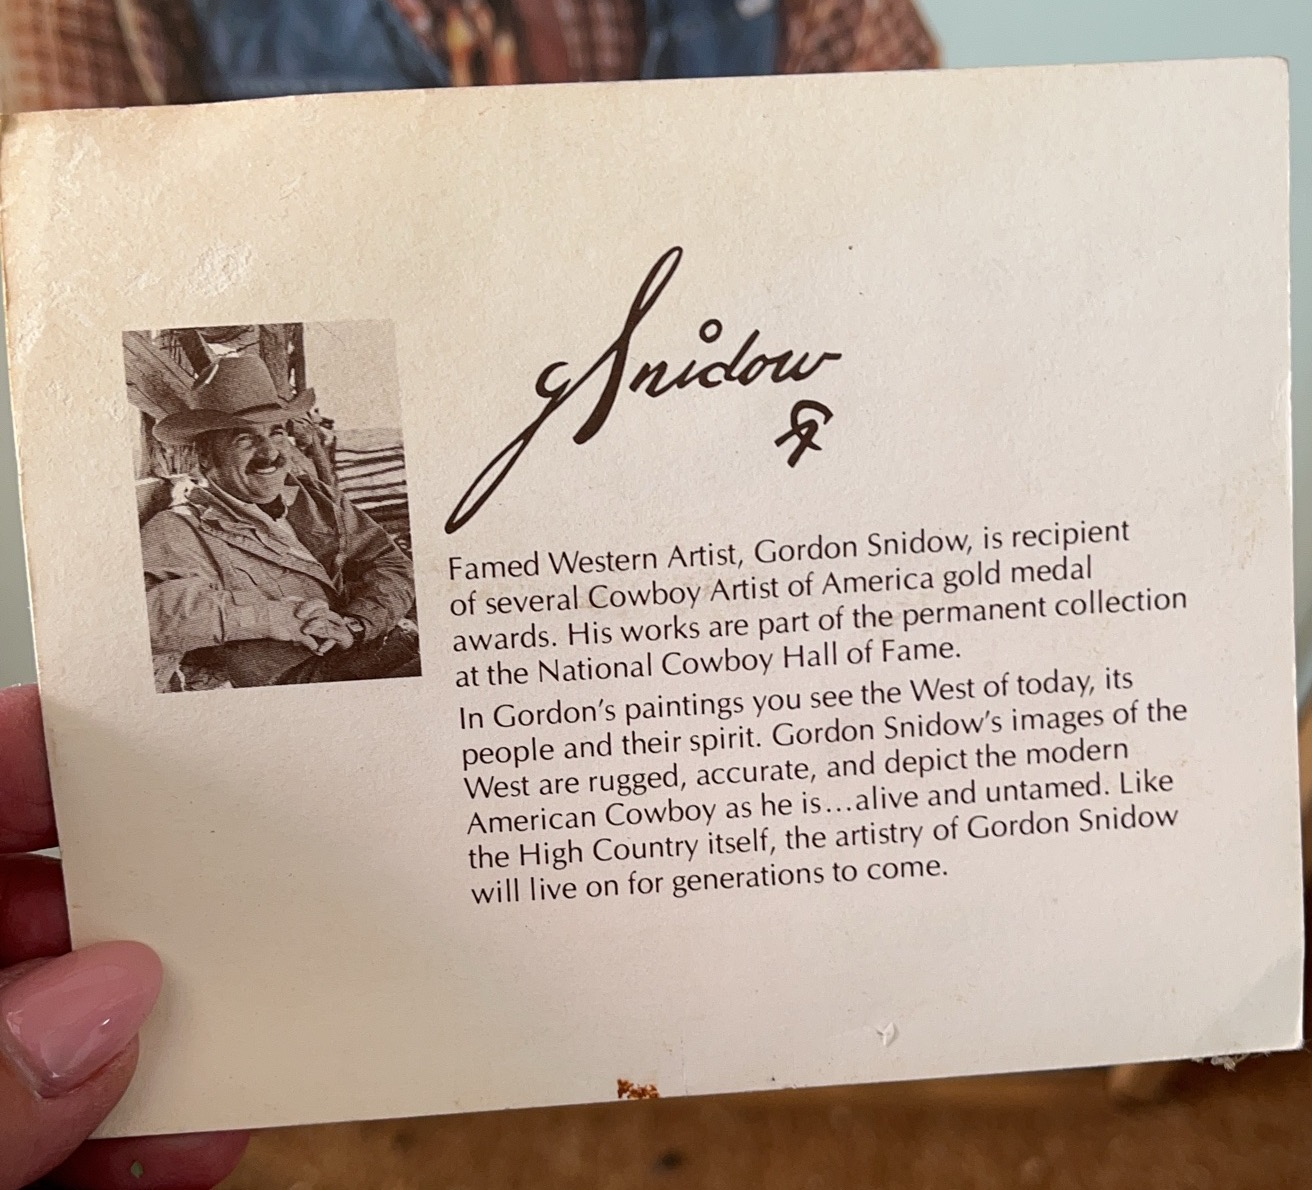 G Snidow
Famed Western Artist, Gordon Snidow, is recipient
of several Cowboy Artist of America gold medal
awards. His works are part of the permanent collection
at the National Cowboy Hall of Fame.
In Gordon's paintings you see the West of today, its
people and their spirit. Gordon Snidow's images of the
West are rugged, accurate, and depict the modern
American Cowboy as he is...alive and untamed. Like
the High Country itself, the artistry of Gordon Snidow
will live on for generations to come.